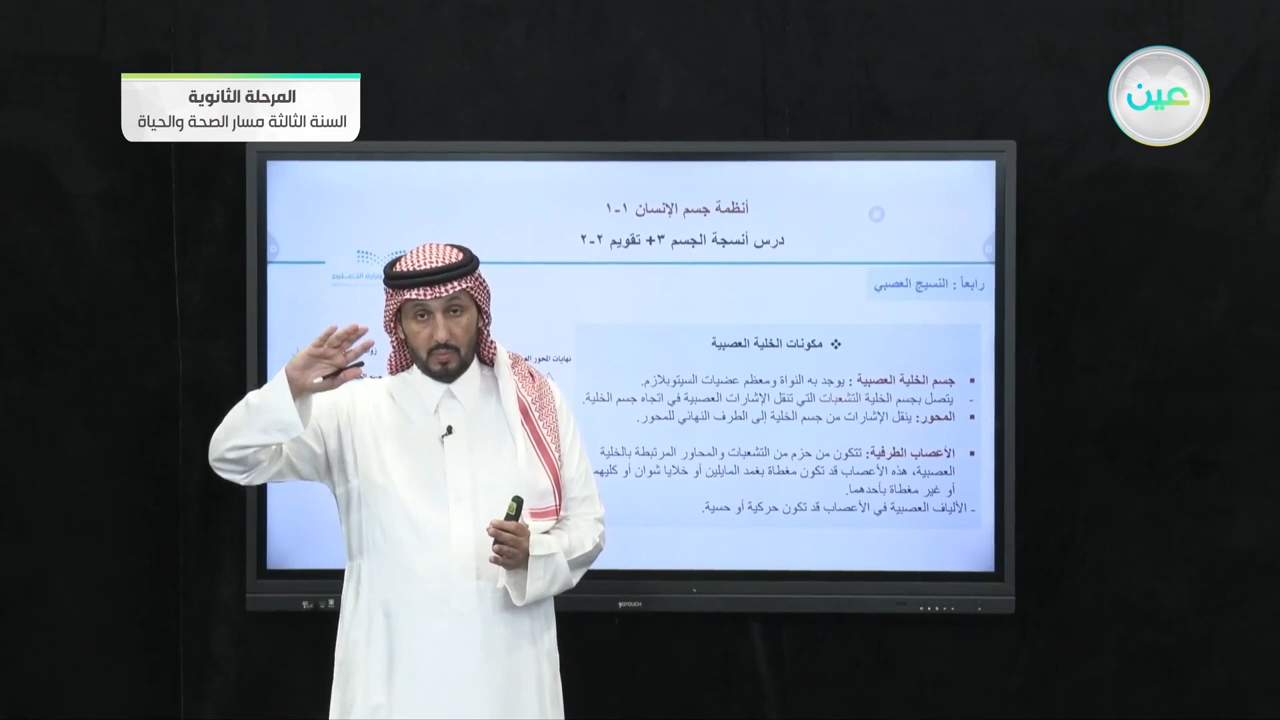 المرحلة الثانوية
السنة الثالثة مسار الصحة والحياة
عين
أنظمة جسم الإنسان ١-١
درس أنسجة الجسم ٣+ تقويم ٢-٢
رابعاً : النسيج العصبي
❖ مكونات الخلية العصبية
▪ جسم الخلية العصبية : يوجد به النواة ومعظم عضيات السيتوبلازم.
- يتصل بجسم الخلية التشعبات التي تنقل الإشارات العصبية في اتجاه جسم الخلية.
▪ المحور: ينقل الإشارات من جسم الخلية إلى الطرف النهائي للمحور.
▪ الأعصاب الطرفية: تتكون من حزم من التشعبات والمحاور المرتبطة بالخلية
العصبية، هذه الأعصاب قد تكون مغطاة بغمد المايلين أو خلايا شوان أو كليهم
أو غير مغطاة بأحدهما.
- الألياف العصبية في الأعصاب قد تكون حركية أو حسية.
نهايات المحور